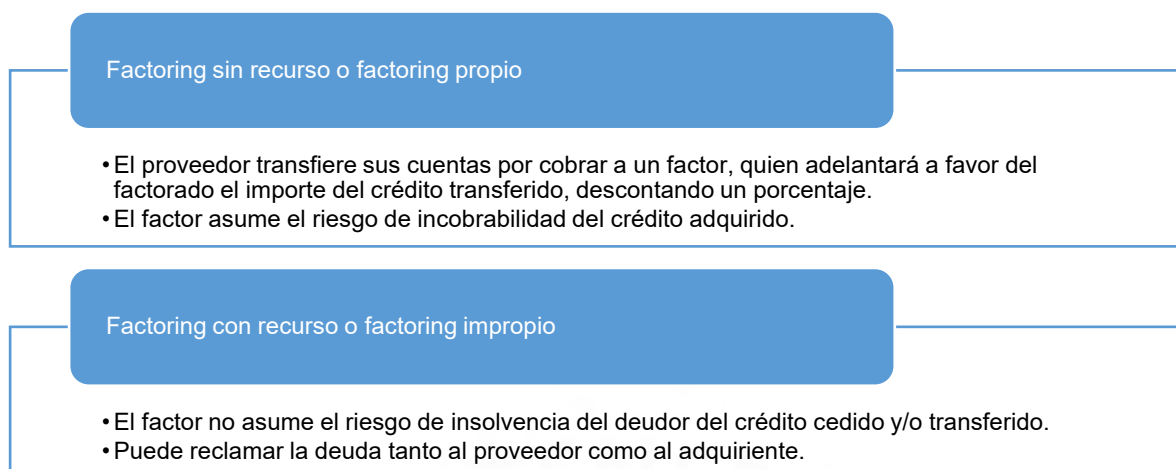 Factoring sin recurso o factoring propio
•El proveedor transfiere sus cuentas por cobrar a un factor, quien adelantará a favor del
factorado el importe del crédito transferido, descontando un porcentaje.
•El factor asume el riesgo de incobrabilidad del crédito adquirido.
Factoring con recurso o factoring impropio
•El factor no asume el riesgo de insolvencia del deudor del crédito cedido y/o transferido.
•Puede reclamar la deuda tanto al proveedor como al adquiriente.